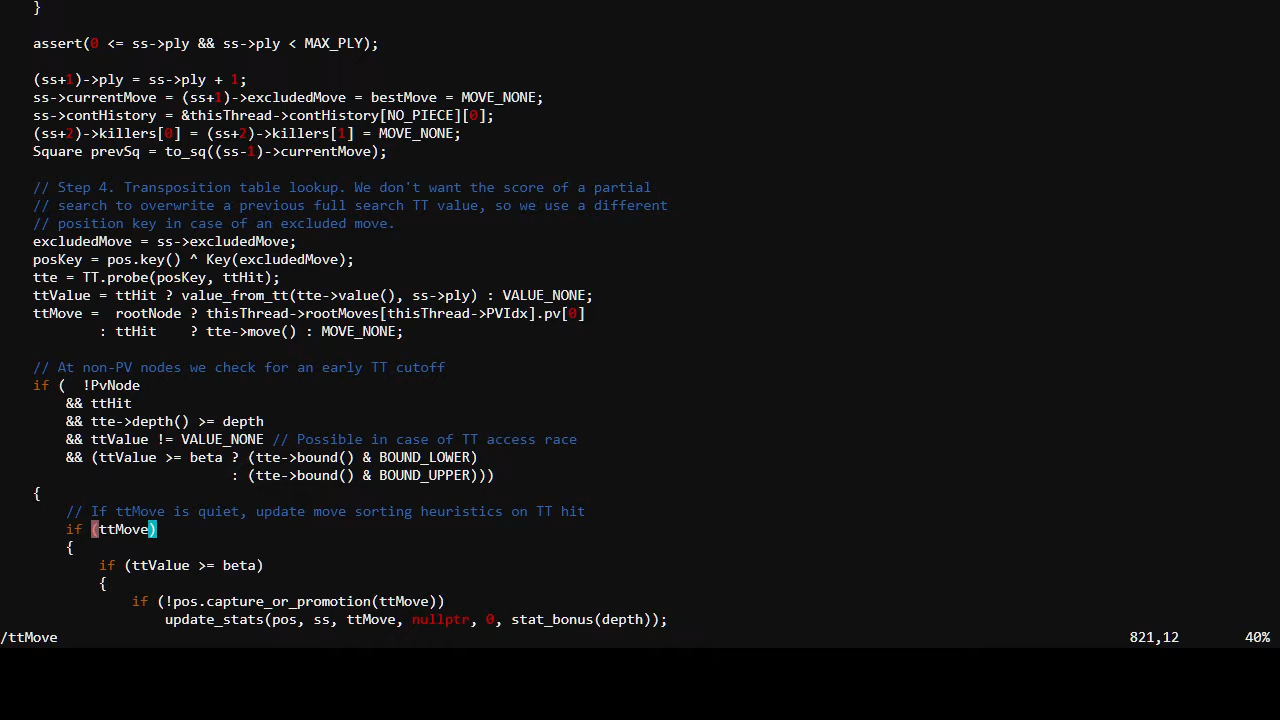 }
assert(0 <= ss->ply && ss->ply < MAX_PLY);
(ss+1)->ply = ss->ply + 1;
ss->currentMove = (ss+1)->excludedMove = bestMove = MOVE_NONE;
ss->contHistory = &thisThread->contHistory[NO_PIECE][0];
(ss+2)->killers[0] = (ss+2)->killers[1] = MOVE_NONE;
Square prevSq = to_sq((ss-1)->currentMove);
// Step 4. Transposition table lookup. We don't want the score of a partial
// search to overwrite a previous full search TT value, so we use a different
// position key in case of an excluded move.
excludedMove = ss->excludedMove;
posKey = pos.key() ^ Key(excludedMove);
tte = TT.probe(posKey, ttHit);
ttValue = ttHit ? value_from_tt(tte->value(), ss->ply) : VALUE_NONE;
ttMove =  rootNode ? thisThread->rootMoves[thisThread->PVIdx].pv[0]
        : ttHit    ? tte->move() : MOVE_NONE;
// At non-PV nodes we check for an early TT cutoff
if (  !PvNode
    && ttHit
    && tte->depth() >= depth
    && ttValue != VALUE_NONE // Possible in case of TT access race
    && (ttValue >= beta ? (tte->bound() & BOUND_LOWER)
                        : (tte->bound() & BOUND_UPPER)))
{
    // If ttMove is quiet, update move sorting heuristics on TT hit
    if (ttMove)
    {
        if (ttValue >= beta)
        {
            if (!pos.capture_or_promotion(ttMove))
                update_stats(pos, ss, ttMove, nullptr, 0, stat_bonus(depth));
/ttMove 821,12 40%